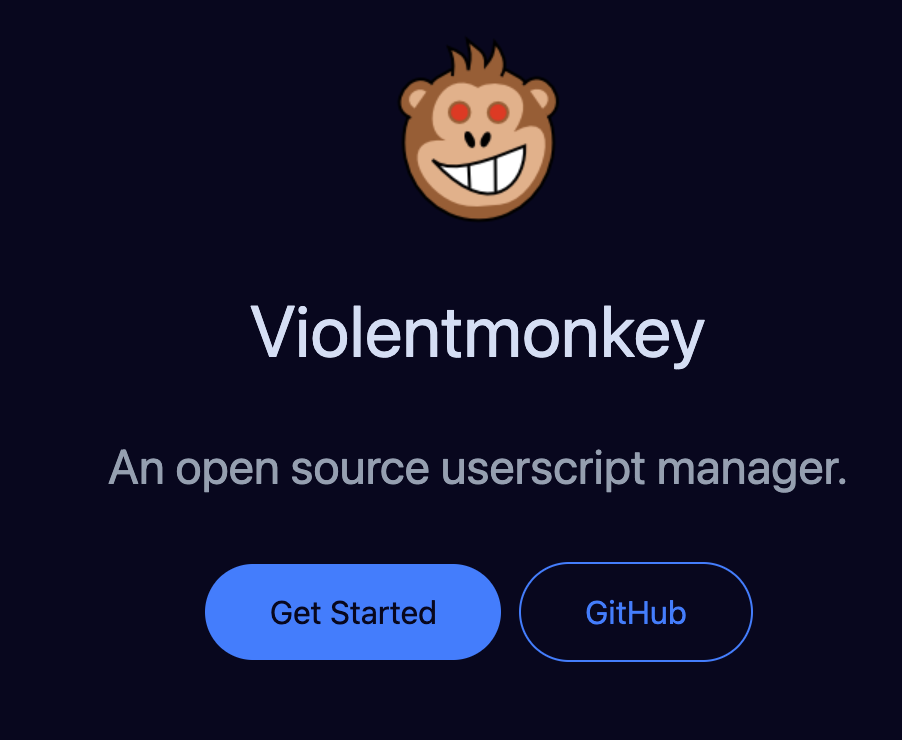 Violentmonkey
An open source userscript manager.
Get Started
GitHub